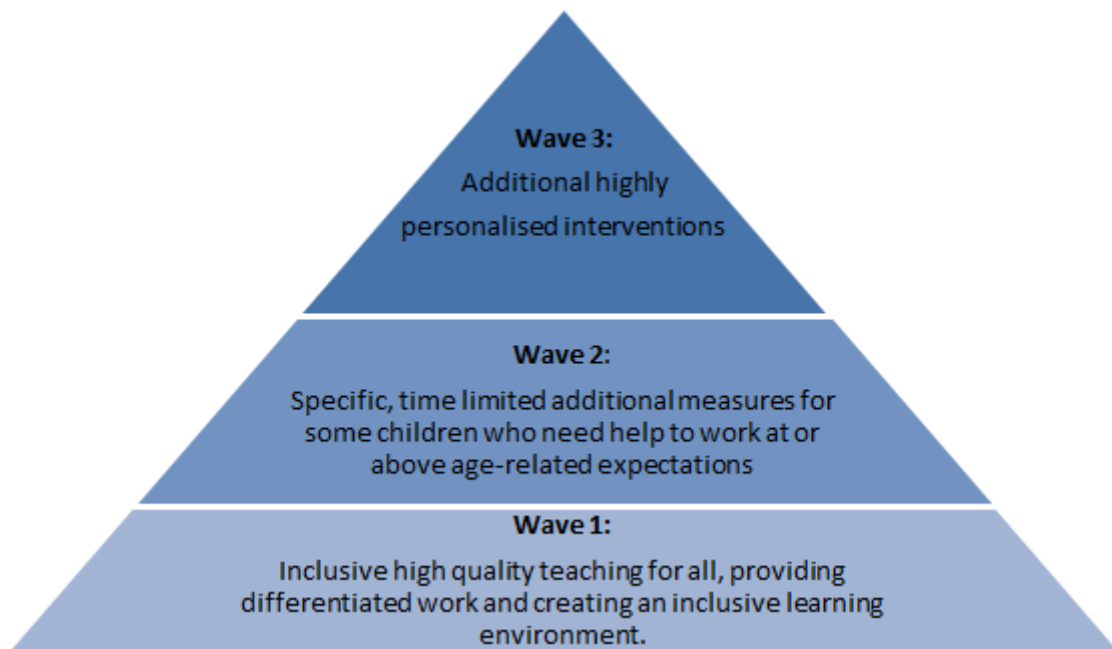 Wave 3:
Additional highly
personalised interventions
Wave 2:
Specific, time limited additional measures for
some children who need help to work at or
above age-related expectations
Wave 1:
Inclusive high quality teaching for all, providing
differentiated work and creating an inclusive learning
environment.